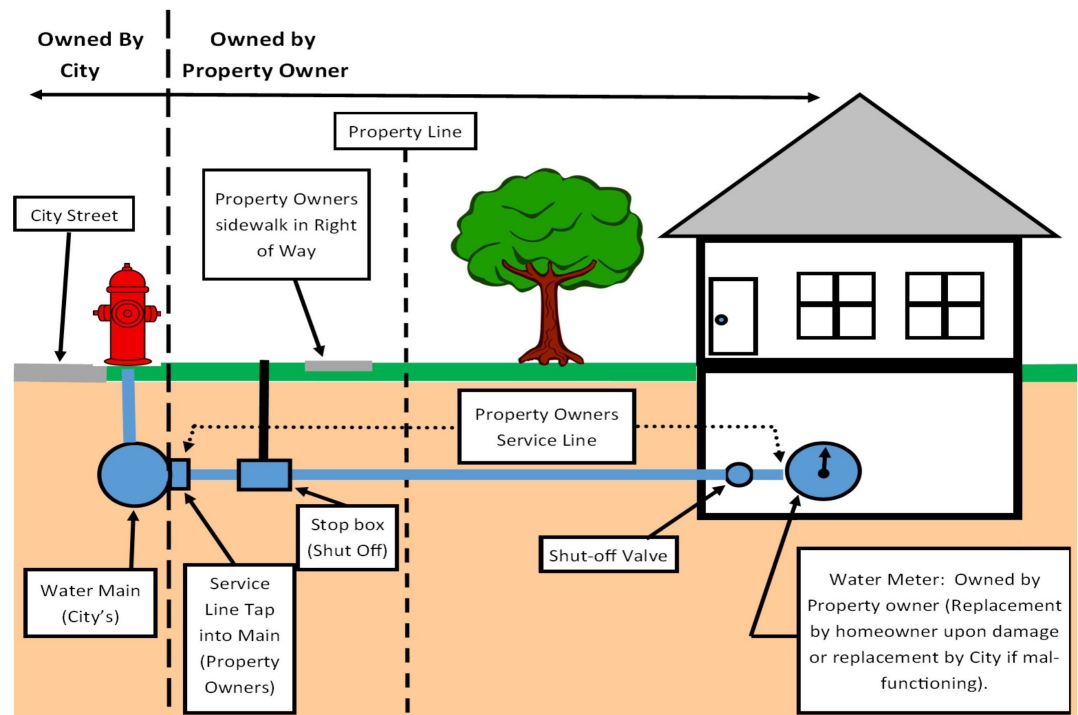 Owned By
City
Owned by
Property Owner
Property Line
City Street
Property Owners
sidewalk in Right
of Way
Property Owners
Service Line
Stop box
(Shut Off)
Shut-off Valve
Water Main
(City's)
Service
Line Tap
into Main
(Property
Owners)
Water Meter: Owned by
Property owner (Replacement
by homeowner upon damage
or replacement by City if mal-
functioning).